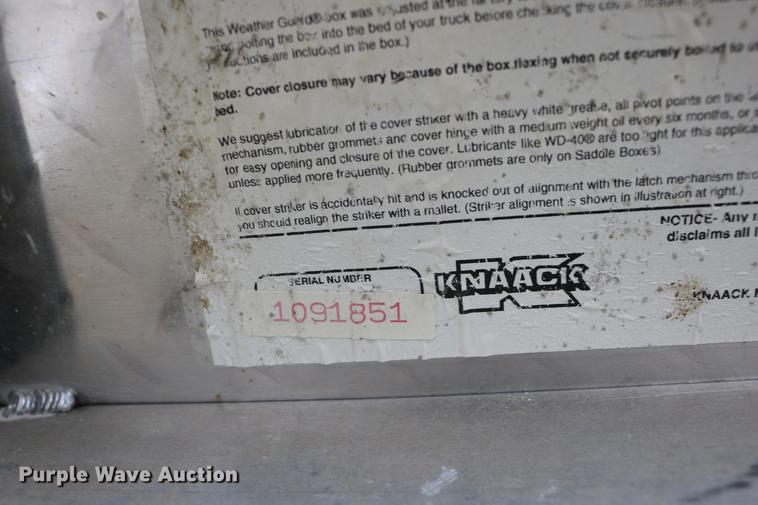 This Weather Guard® box was adjusted at the
bolting the box into the bed of your truck before checking the cover
are included in the box.)
Note: Cover closure may vary because of the box flexing when not securely bolted to
bed.
We suggest lubrication of the cover striker with a heavy white grease, all pivot points on the
mechanism, rubber grommets and cover hinge with a medium weight oil every six months, or
for easy opening and closure of the cover. Lubricants like WD-40® are too light for this applica
unless applied more frequently. (Rubber grommets are only on Saddle Boxes)
If cover striker is accidentally hit and is knocked out of alignment with the latch mechanism
you should realign the striker with a mallet. (Striker alignment is shown in illustration at right.)
NOTICE- Any
disclaims all
SERIAL NUMBER
KNAACK
1091851
KNAACK
Purple Wave Auction